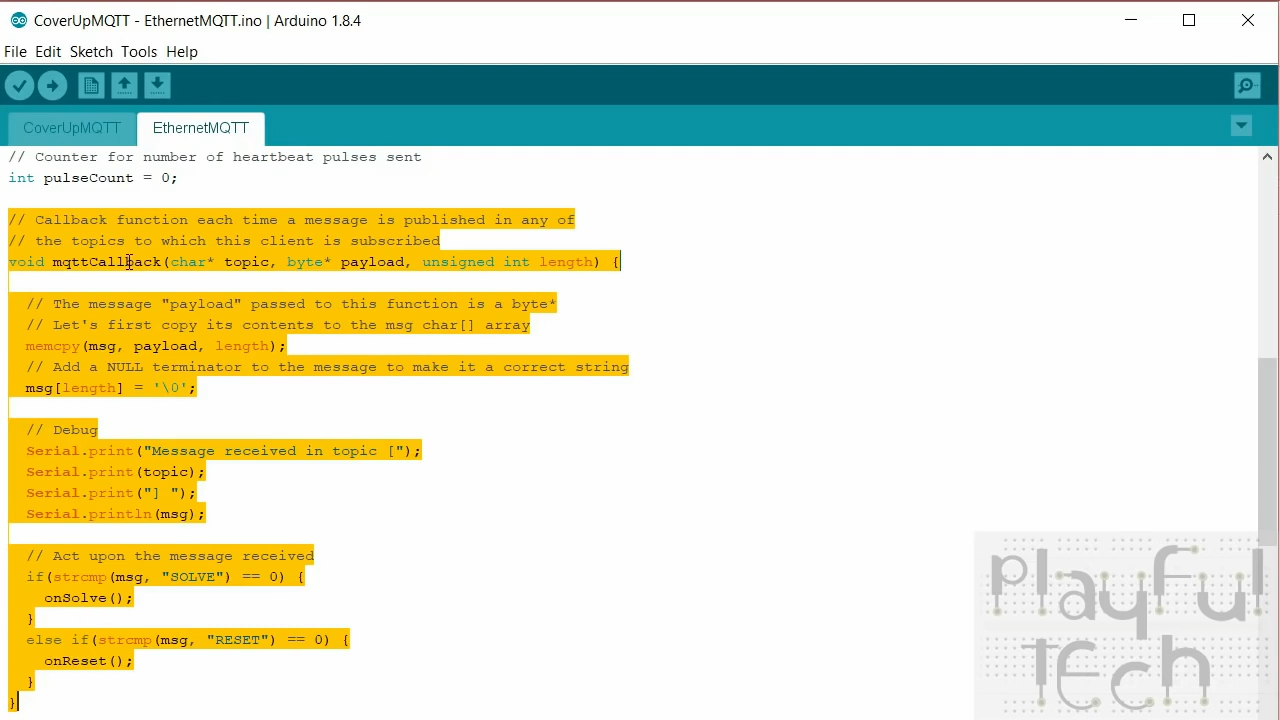 CoverUpMQTT - EthernetMQTT.ino | Arduino 1.8.4
File Edit Sketch Tools Help
CoverUpMQTT EthernetMQTT
// Counter for number of heartbeat pulses sent
int pulseCount = 0;
// Callback function each time a message is published in any of
// the topics to which this client is subscribed
void mqttCallback(char* topic, byte* payload, unsigned int length) {
// The message "payload" passed to this function is a byte*
// Let's first copy its contents to the msg char[] array
memcpy(msg, payload, length);
// Add a NULL terminator to the message to make it a correct string
msg[length] = '\0';
// Debug
Serial.print("Message received in topic [");
Serial.print(topic);
Serial.print("] ");
Serial.println(msg);
// Act upon the message received
if(strcmp(msg, "SOLVE") == 0) {
onSolve();
}
else if(strcmp(msg, "RESET") == 0) {
onReset();
}
}
playful
tech